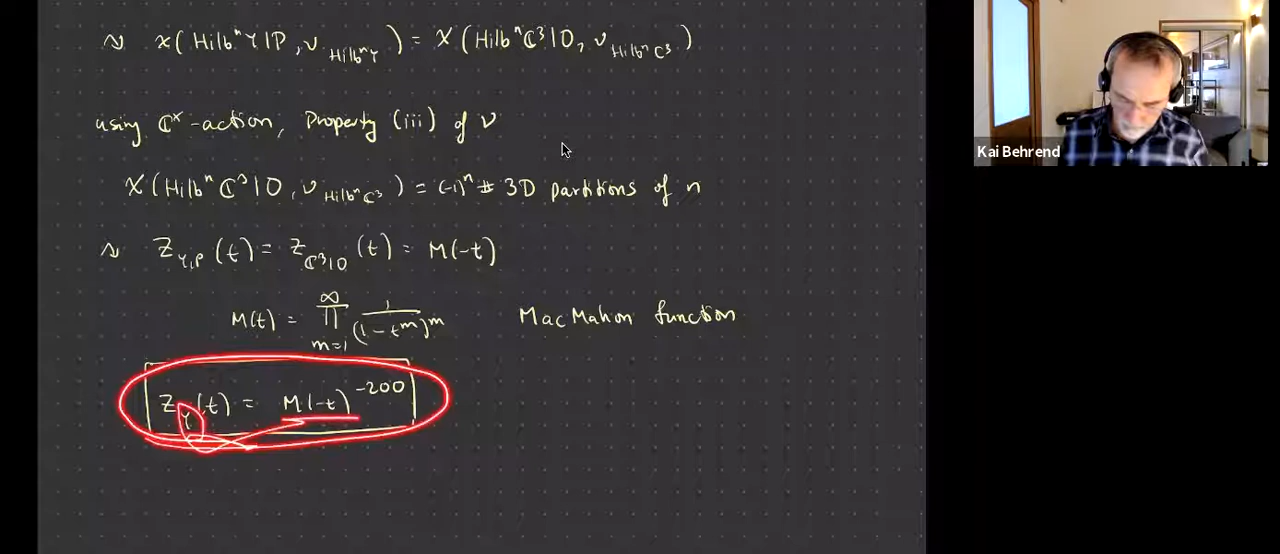 ⇝ χ(Hilbⁿ Y|P, ν_{Hilbⁿ Y}) = χ(Hilbⁿ ℂ³|0, ν_{Hilbⁿ ℂ³})
using ℂˣ-action, Property (iii) of ν
χ(Hilbⁿ ℂ³|0, ν_{Hilbⁿ ℂ³}) = (-1)ⁿ # 3D partitions of n
⇝ Z_{Y,P}(t) = Z_{ℂ³|0}(t) = M(-t)
M(t) = ∏_{m=1}^{∞} 1/(1-t^m)^m MacMahon function
Z_Y(t) = M(-t)^{-200}
Kai Behrend